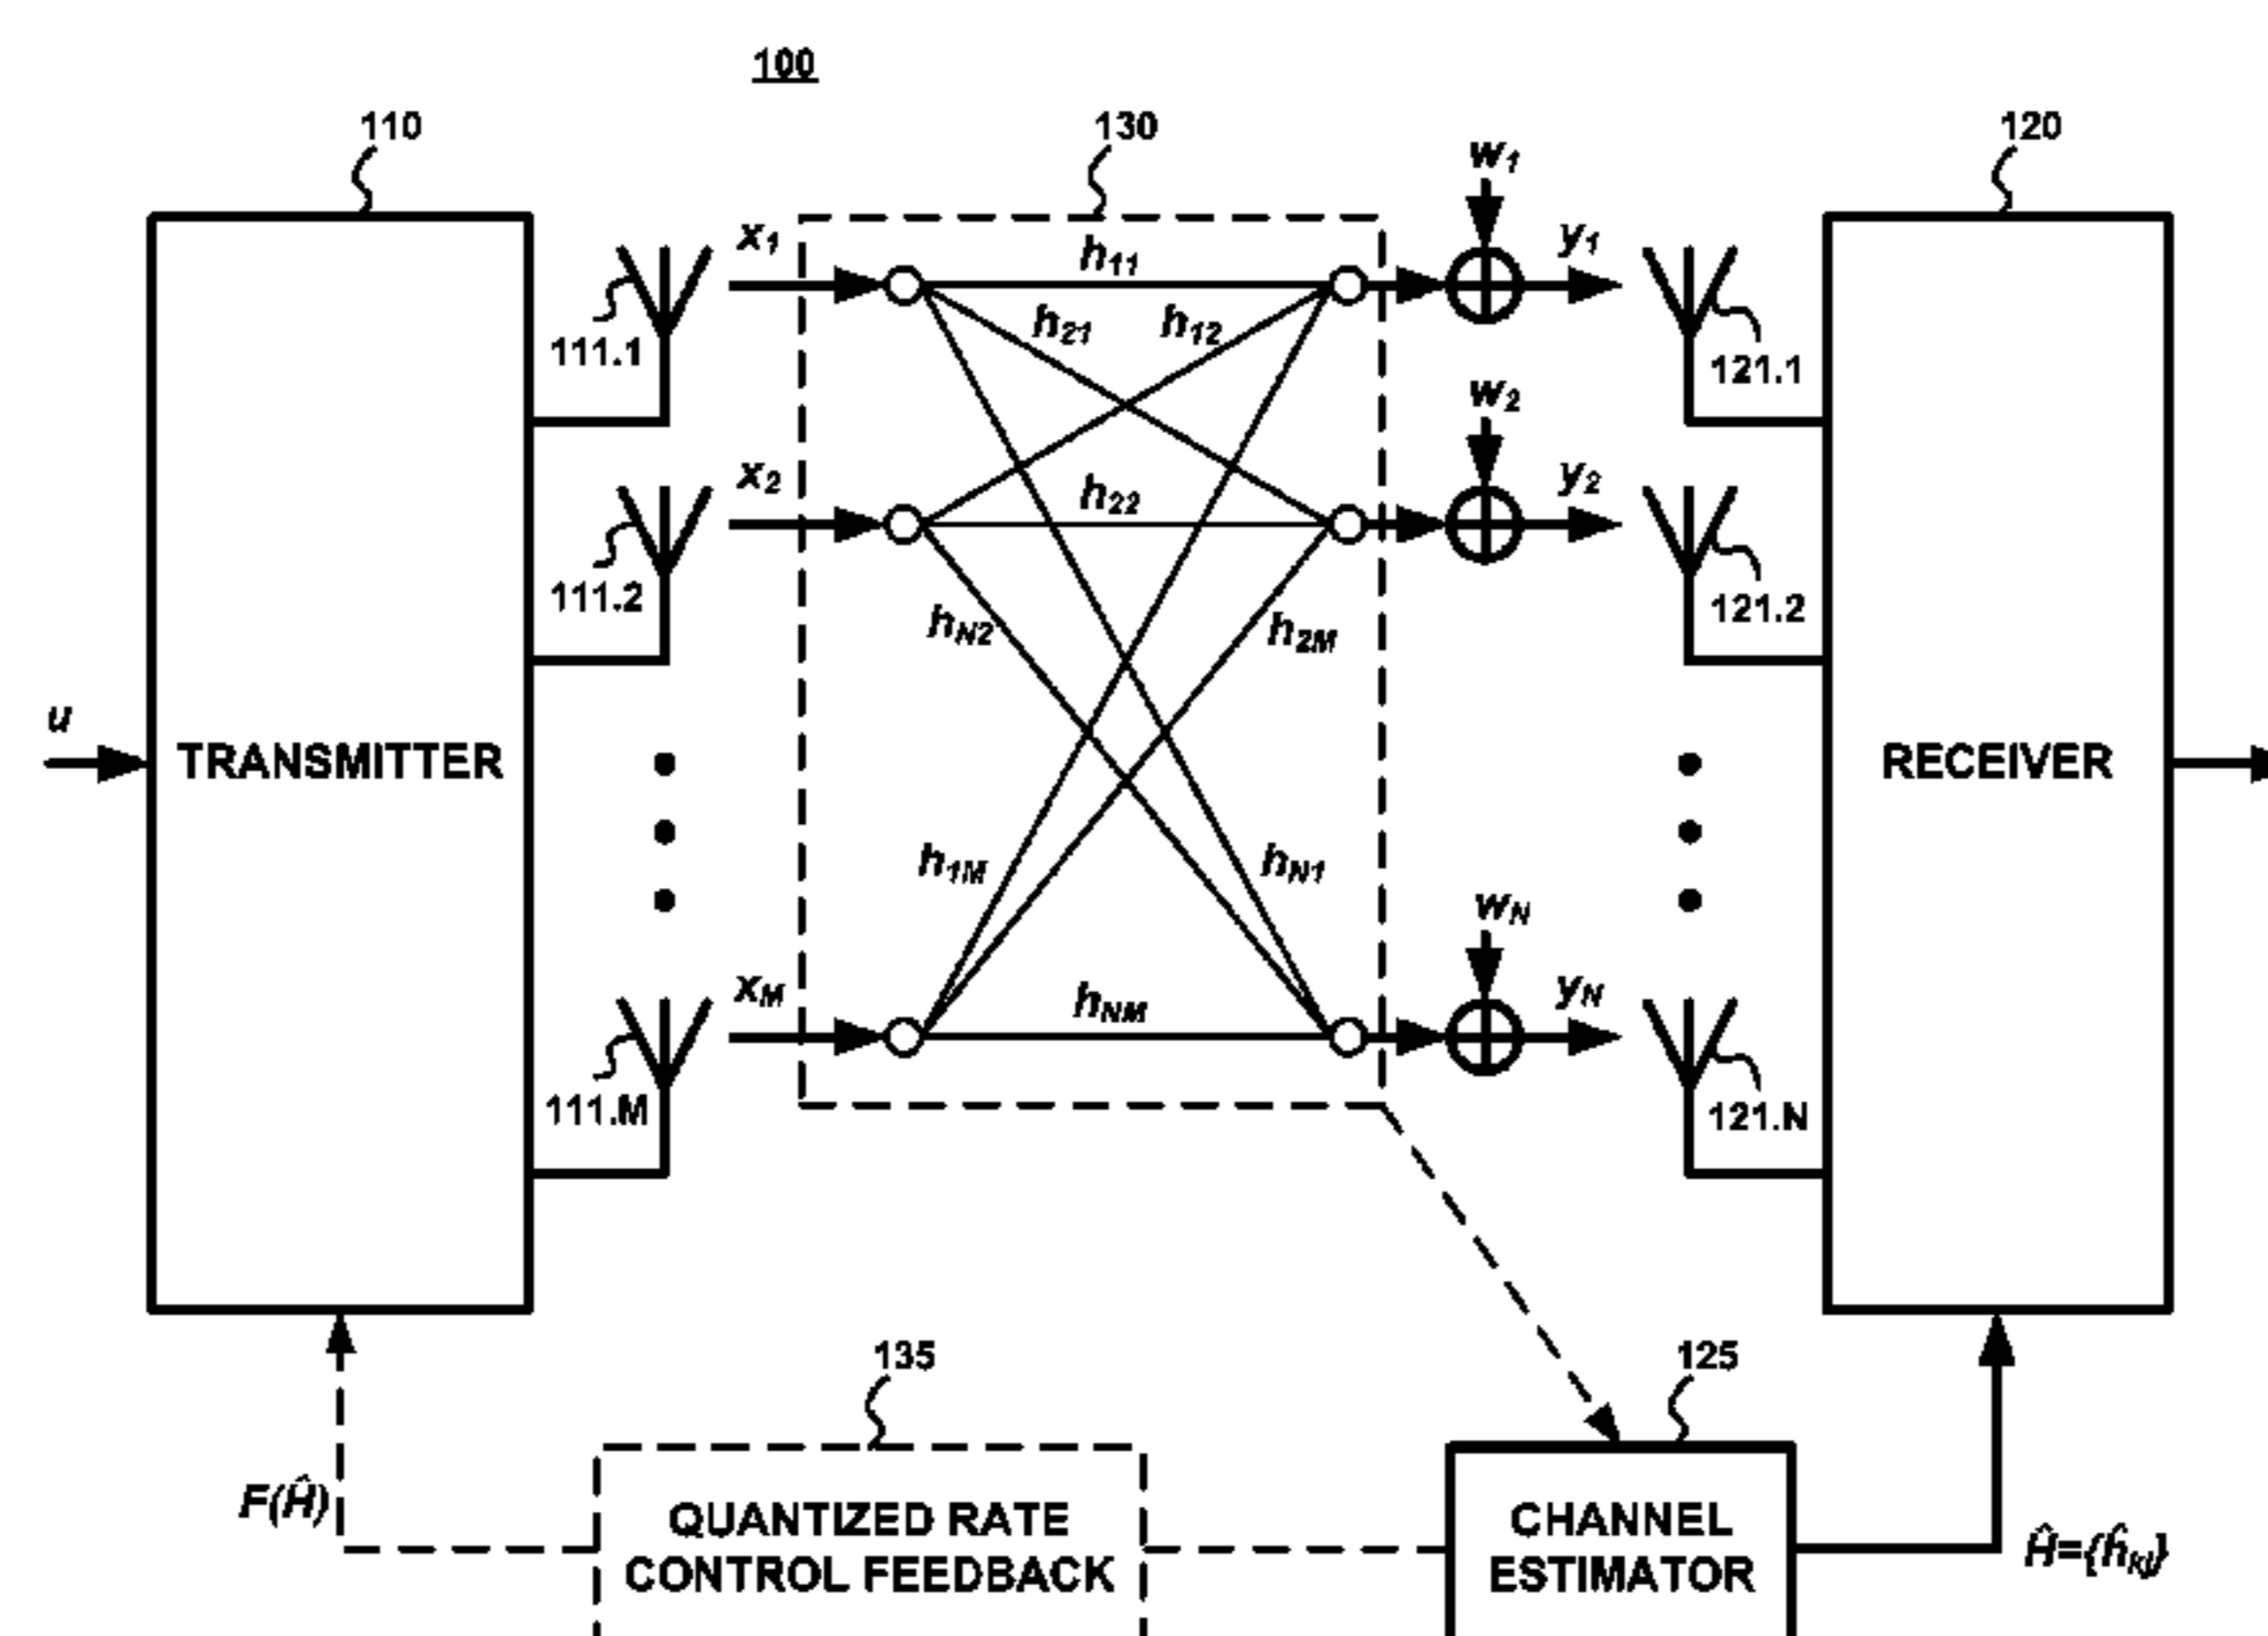 100
110
130
120
w1
x1
h11
y1
h21
h12
111.1
121.1
w2
x2
h22
y2
111.2
121.2
hN2
h2M
u
TRANSMITTER
RECEIVER
h1M
hN1
wN
xM
hNM
yN
111.M
121.N
135
125
F(Ĥ)
QUANTIZED RATE
CONTROL FEEDBACK
CHANNEL
ESTIMATOR
Ĥ={ĥkj}